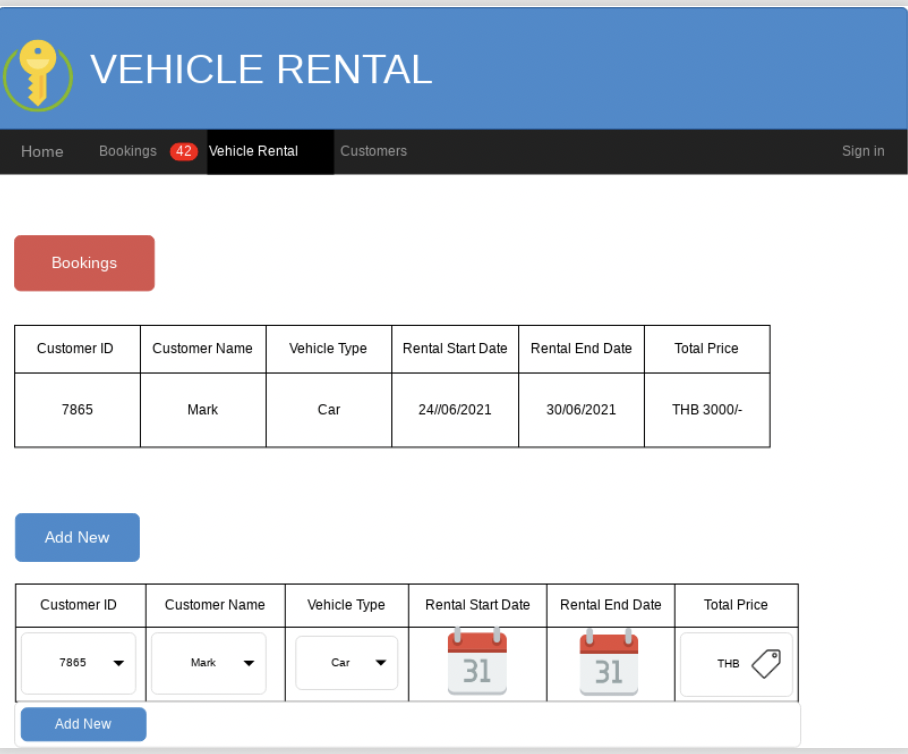 VEHICLE RENTAL
Home Bookings 42 Vehicle Rental Customers Sign in
Bookings
Customer ID Customer Name Vehicle Type Rental Start Date Rental End Date Total Price
7865 Mark Car 24//06/2021 30/06/2021 THB 3000/-
Add New
Customer ID Customer Name Vehicle Type Rental Start Date Rental End Date Total Price
7865 Mark Car 31 31 THB
Add New